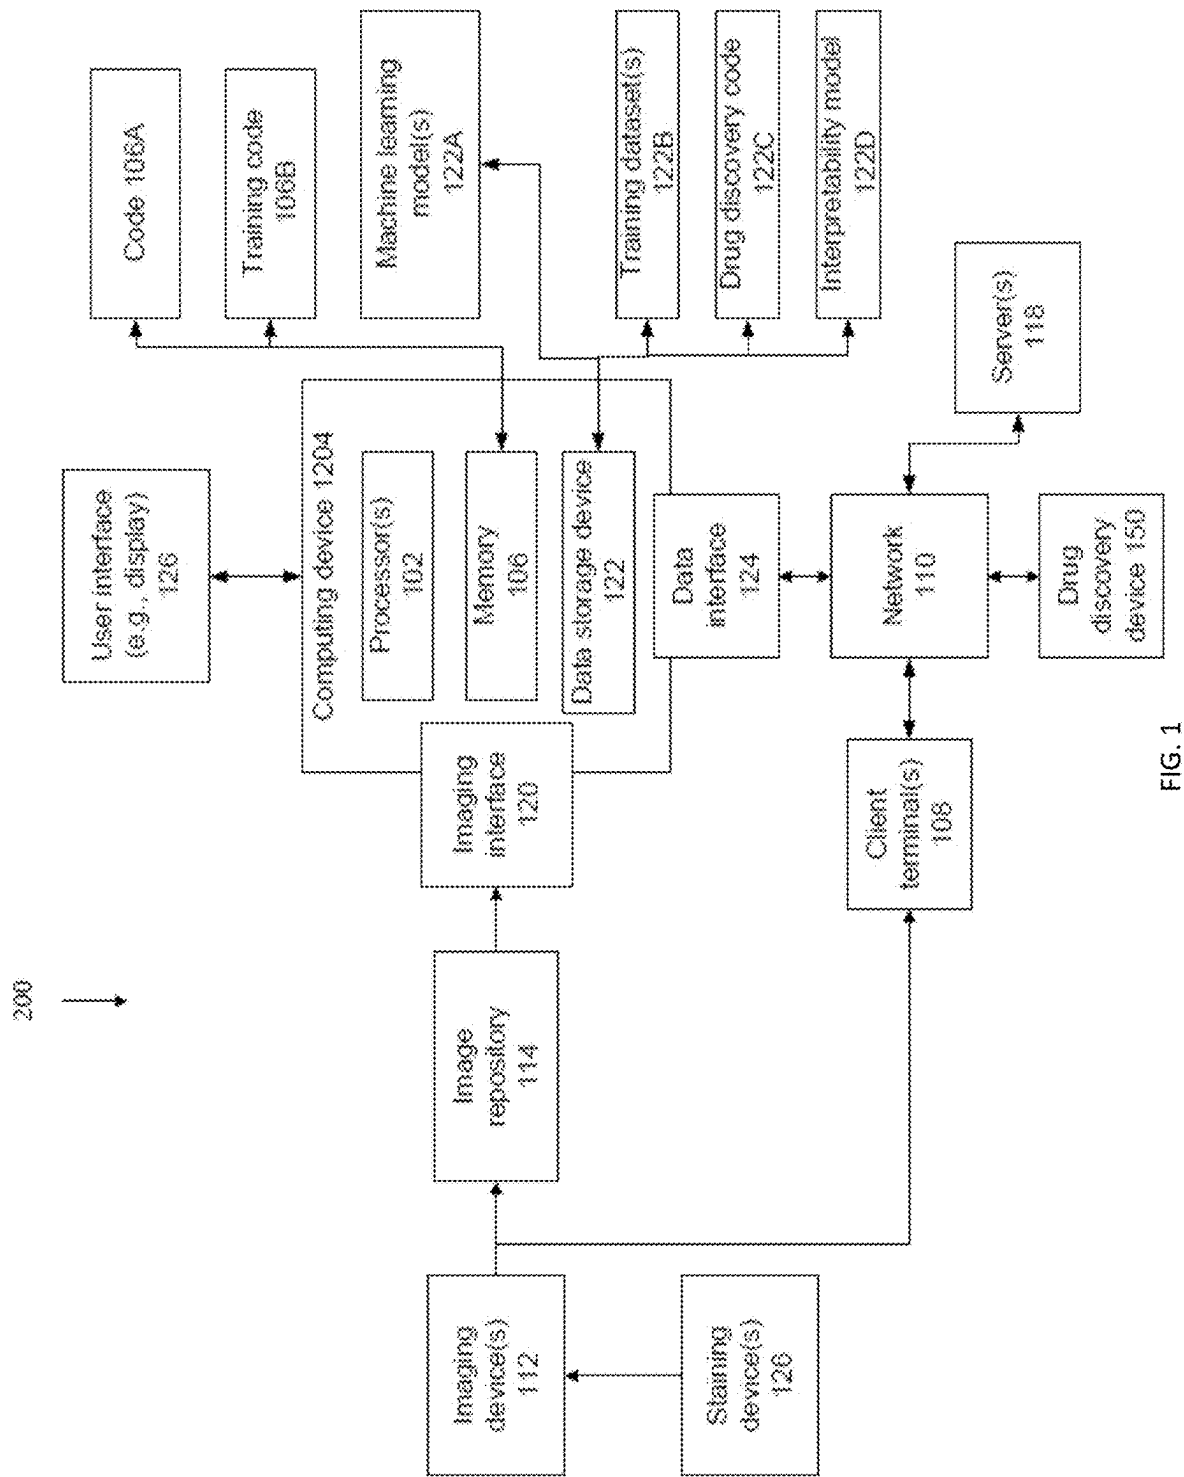 200
User interface
(e.g., display)
126
Code 106A
Training code
106B
Computing device 1204
Processor(s)
102
Machine learning
model(s)
122A
Imaging
device(s)
112
Image
repository
114
Imaging
interface
120
Memory
106
Data storage device
122
Training dataset(s)
122B
Staining
device(s)
126
Data
interface
124
Drug discovery code
122C
Interpretability model
122D
Client
terminal(s)
108
Network
110
Server(s)
118
Drug
discovery
device 150
FIG. 1